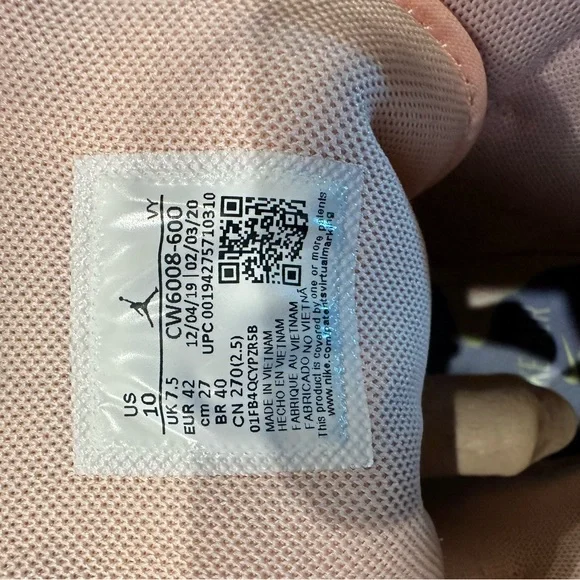 US
10
VY
UK 7.5
EUR 42
cm 27
BR 40
CN 270(2.5)
CW6008-600
12/04/19 | 02/03/20
UPC 00194275710310
01FB4QCYPZR5B
MADE IN VIETNAM
HECHO EN VIETNAM
FABRIQUE AU VIETNAM
FABRICADO NO VIETNÃ
This product is covered by one or more patents
www.nike.com/patentsvirtualmarking